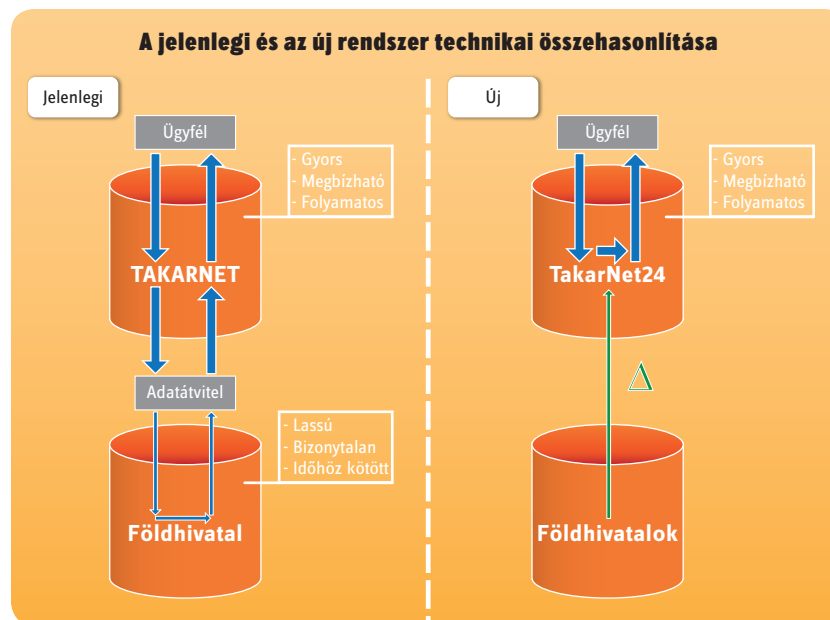 A jelenlegi és az új rendszer technikai összehasonlítása
Jelenlegi
Ügyfél
- Gyors
- Megbízható
- Folyamatos
TAKARNET
Adatátvitel
- Lassú
- Bizonytalan
- Időhöz kötött
Földhivatal
Új
Ügyfél
- Gyors
- Megbízható
- Folyamatos
TakarNet24
Δ
Földhivatalok